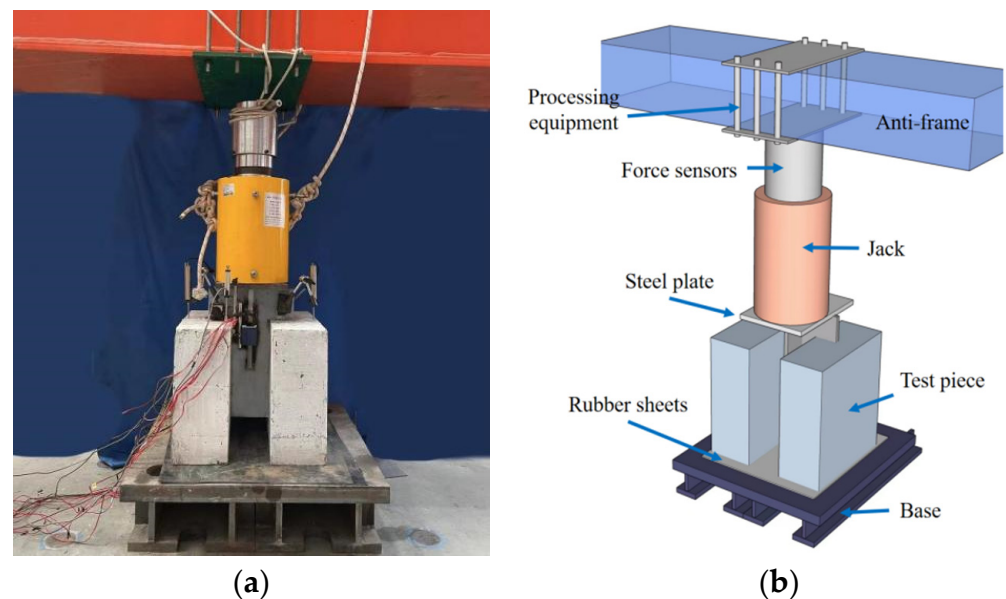 Processing
equipment
Anti-frame
Force sensors
Jack
Steel plate
Test piece
Rubber sheets
Base
(a)
(b)